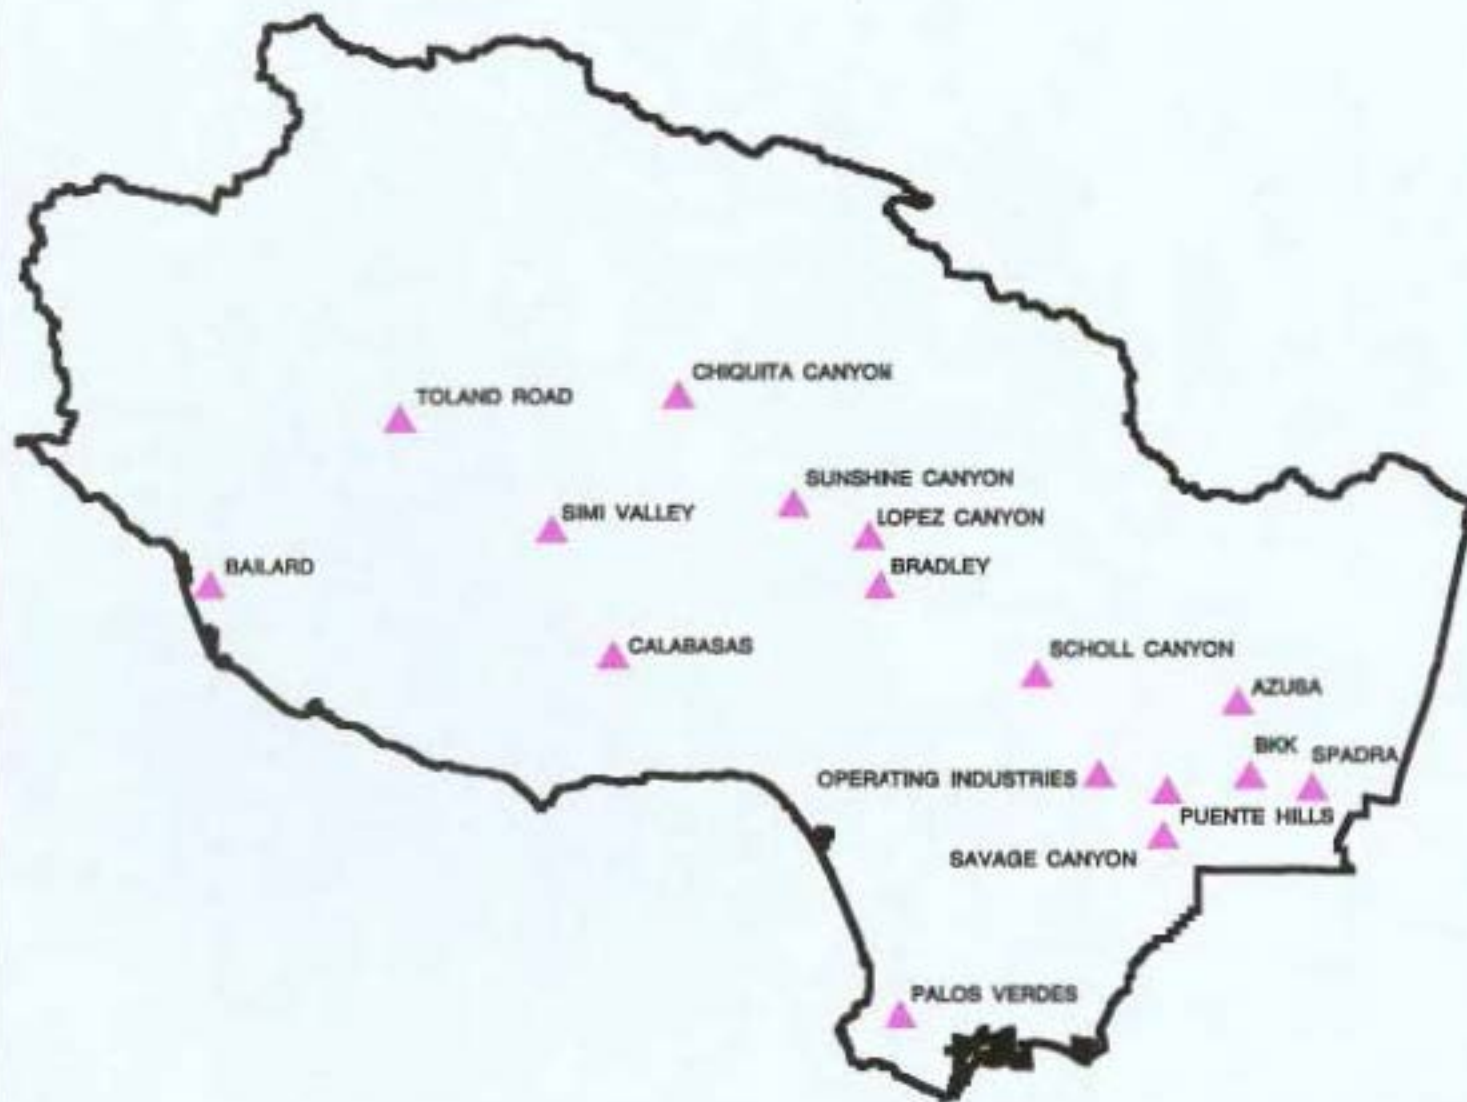 CHIQUITA CANYON
TOLAND ROAD
SUNSHINE CANYON
SIMI VALLEY
LOPEZ CANYON
BAILARD
BRADLEY
CALABASAS
SCHOLL CANYON
AZUSA
BKK
SPADRA
OPERATING INDUSTRIES
PUENTE HILLS
SAVAGE CANYON
PALOS VERDES